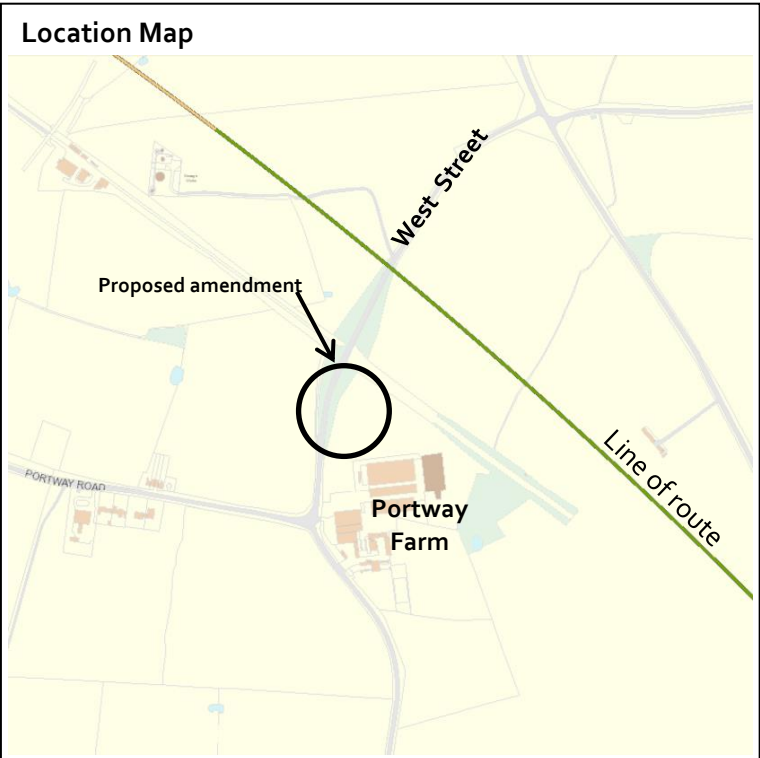 Location Map
West Street
Proposed amendment
PORTWAY ROAD
Portway
Farm
Line of route